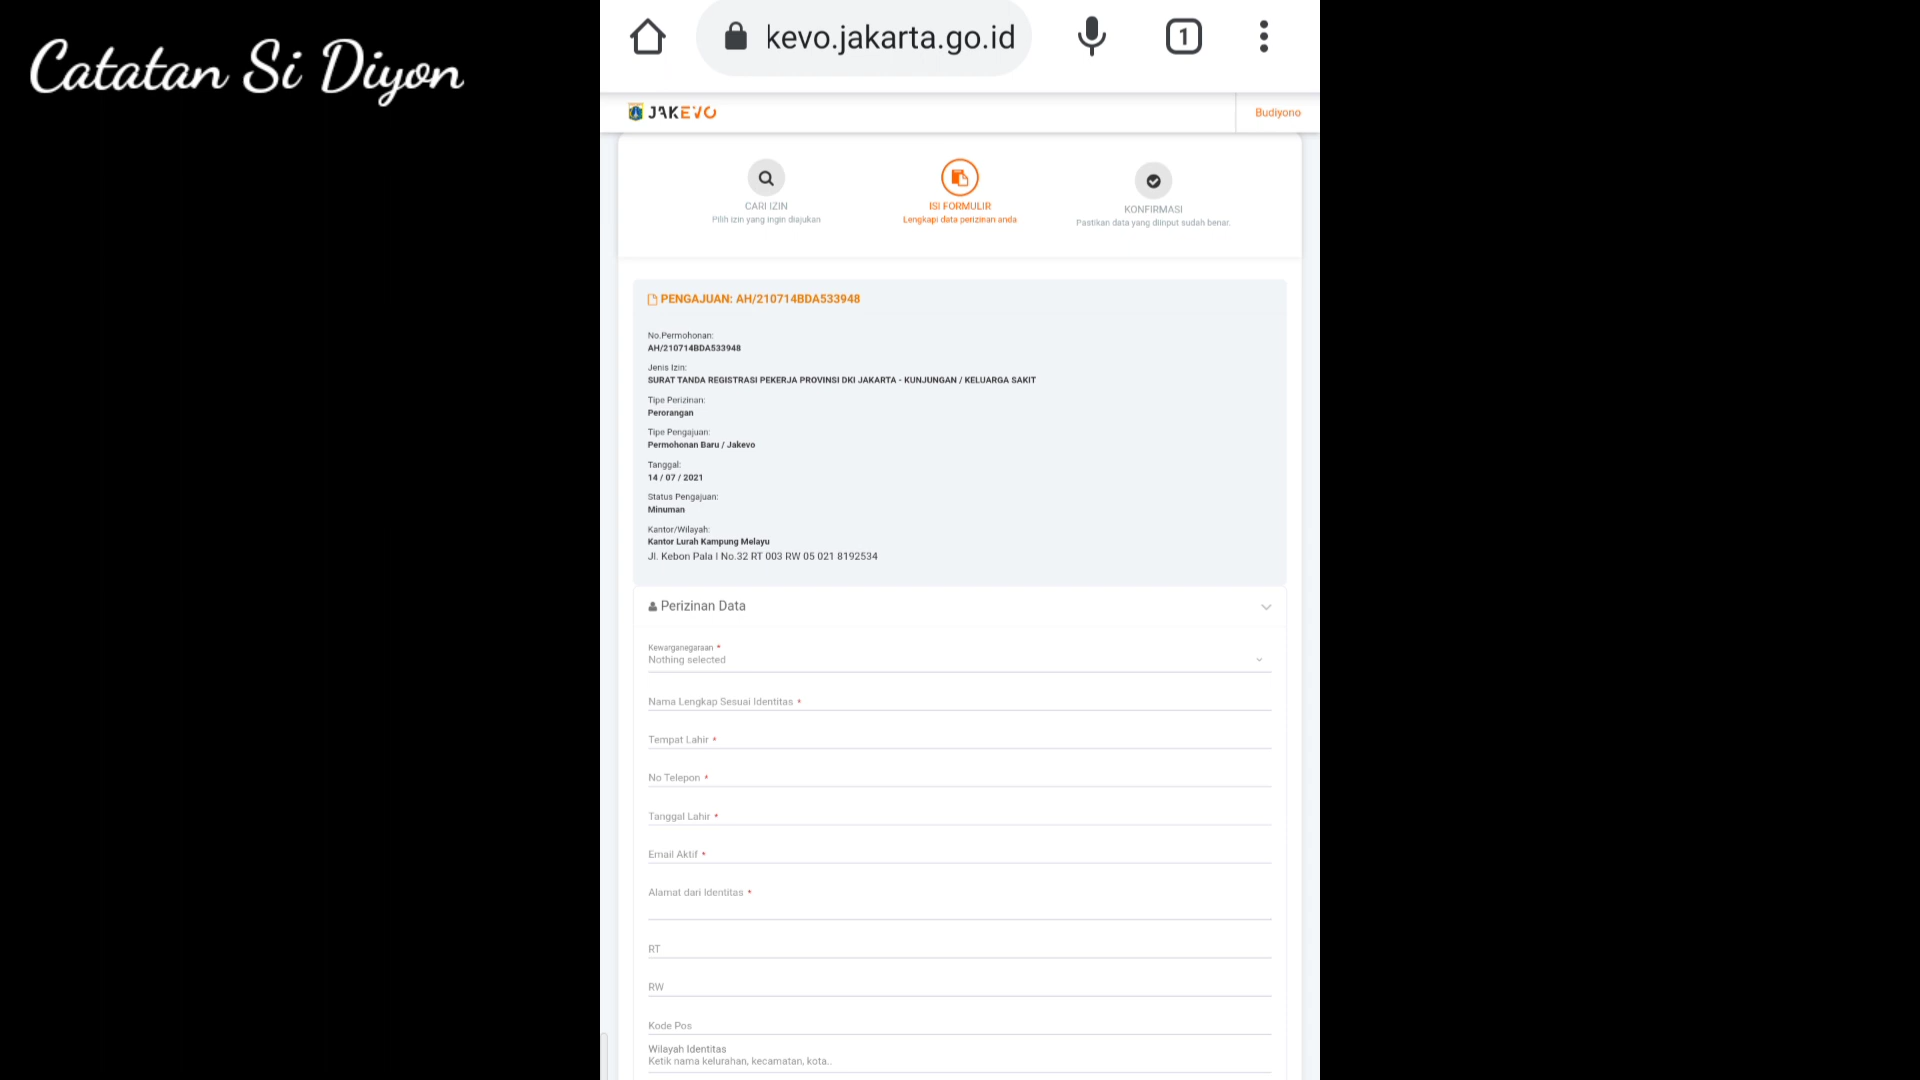 Catatan Si Diyon
kevo.jakarta.go.id
1
JAKEVO
Budiyono
CARI IZIN
Pilih izin yang ingin diajukan
ISI FORMULIR
Lengkapi data perizinan anda
KONFIRMASI
Pastikan data yang diinput sudah benar.
PENGAJUAN: AH/210714BDA533948
No.Permohonan:
AH/210714BDA533948
Jenis Izin:
SURAT TANDA REGISTRASI PEKERJA PROVINSI DKI JAKARTA - KUNJUNGAN / KELUARGA SAKIT
Tipe Perizinan:
Perorangan
Tipe Pengajuan:
Permohonan Baru / Jakevo
Tanggal:
14 / 07 / 2021
Status Pengajuan:
Minuman
Kantor/Wilayah:
Kantor Lurah Kampung Melayu
Jl. Kebon Pala I No.32 RT 003 RW 05 021 8192534
Perizinan Data
Kewarganegaraan *
Nothing selected
Nama Lengkap Sesuai Identitas *
Tempat Lahir *
No Telepon *
Tanggal Lahir *
Email Aktif *
Alamat dari Identitas *
RT
RW
Kode Pos
Wilayah Identitas
Ketik nama kelurahan, kecamatan, kota..